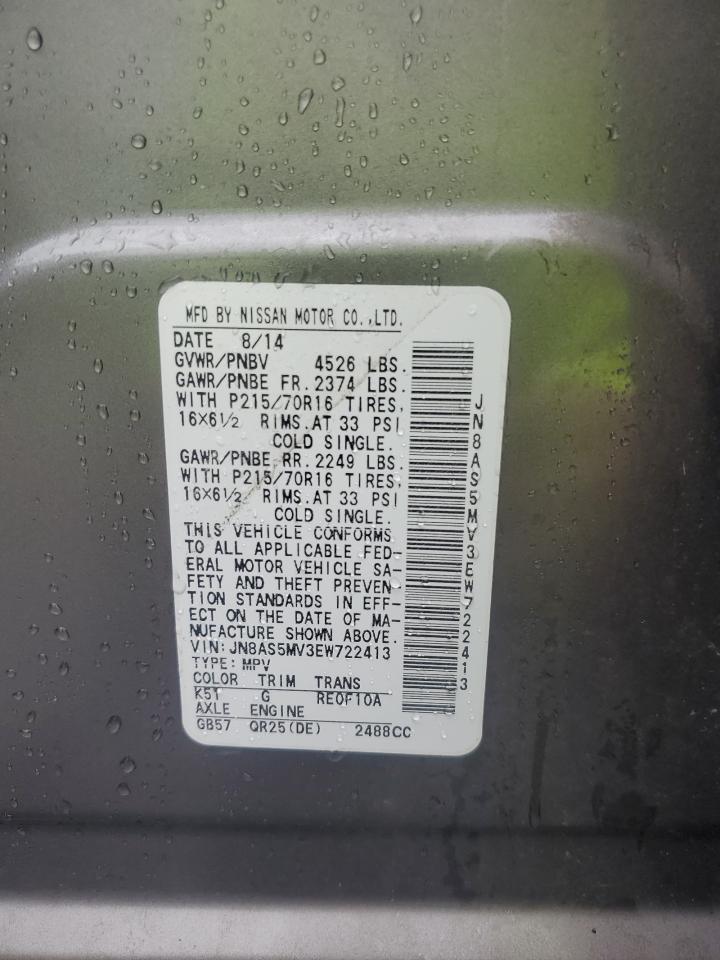 MFD BY NISSAN MOTOR CO.,LTD.
DATE 8/14
GVWR/PNBV 4526 LBS.
GAWR/PNBE FR.2374 LBS.
WITH P215/70R16 TIRES,
16X6½ RIMS.AT 33 PSI
COLD SINGLE.
GAWR/PNBE RR.2249 LBS.
WITH P215/70R16 TIRES,
16X6½ RIMS.AT 33 PSI
COLD SINGLE.
THIS VEHICLE CONFORMS
TO ALL APPLICABLE FED-
ERAL MOTOR VEHICLE SA-
FETY AND THEFT PREVEN-
TION STANDARDS IN EFF-
ECT ON THE DATE OF MA-
NUFACTURE SHOWN ABOVE.
VIN:JN8AS5MV3EW722413
TYPE:MPV
COLOR TRIM TRANS
K51 G RE0F10A
AXLE ENGINE
GB57 QR25(DE) 2488CC
JN8AS5MV3EW722413